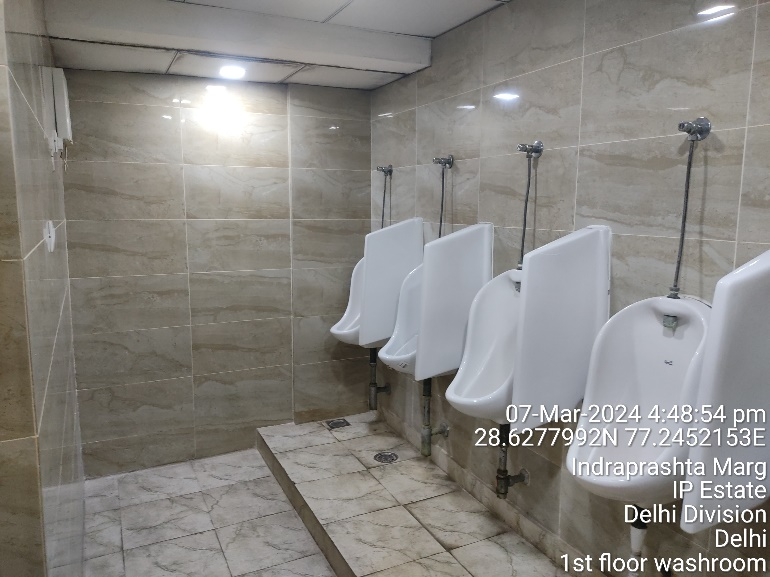 07-Mar-2024 4:48:54 pm
28.6277992N 77.2452153E
Indraprashta Marg
IP Estate
Delhi Division
Delhi
1st floor washroom